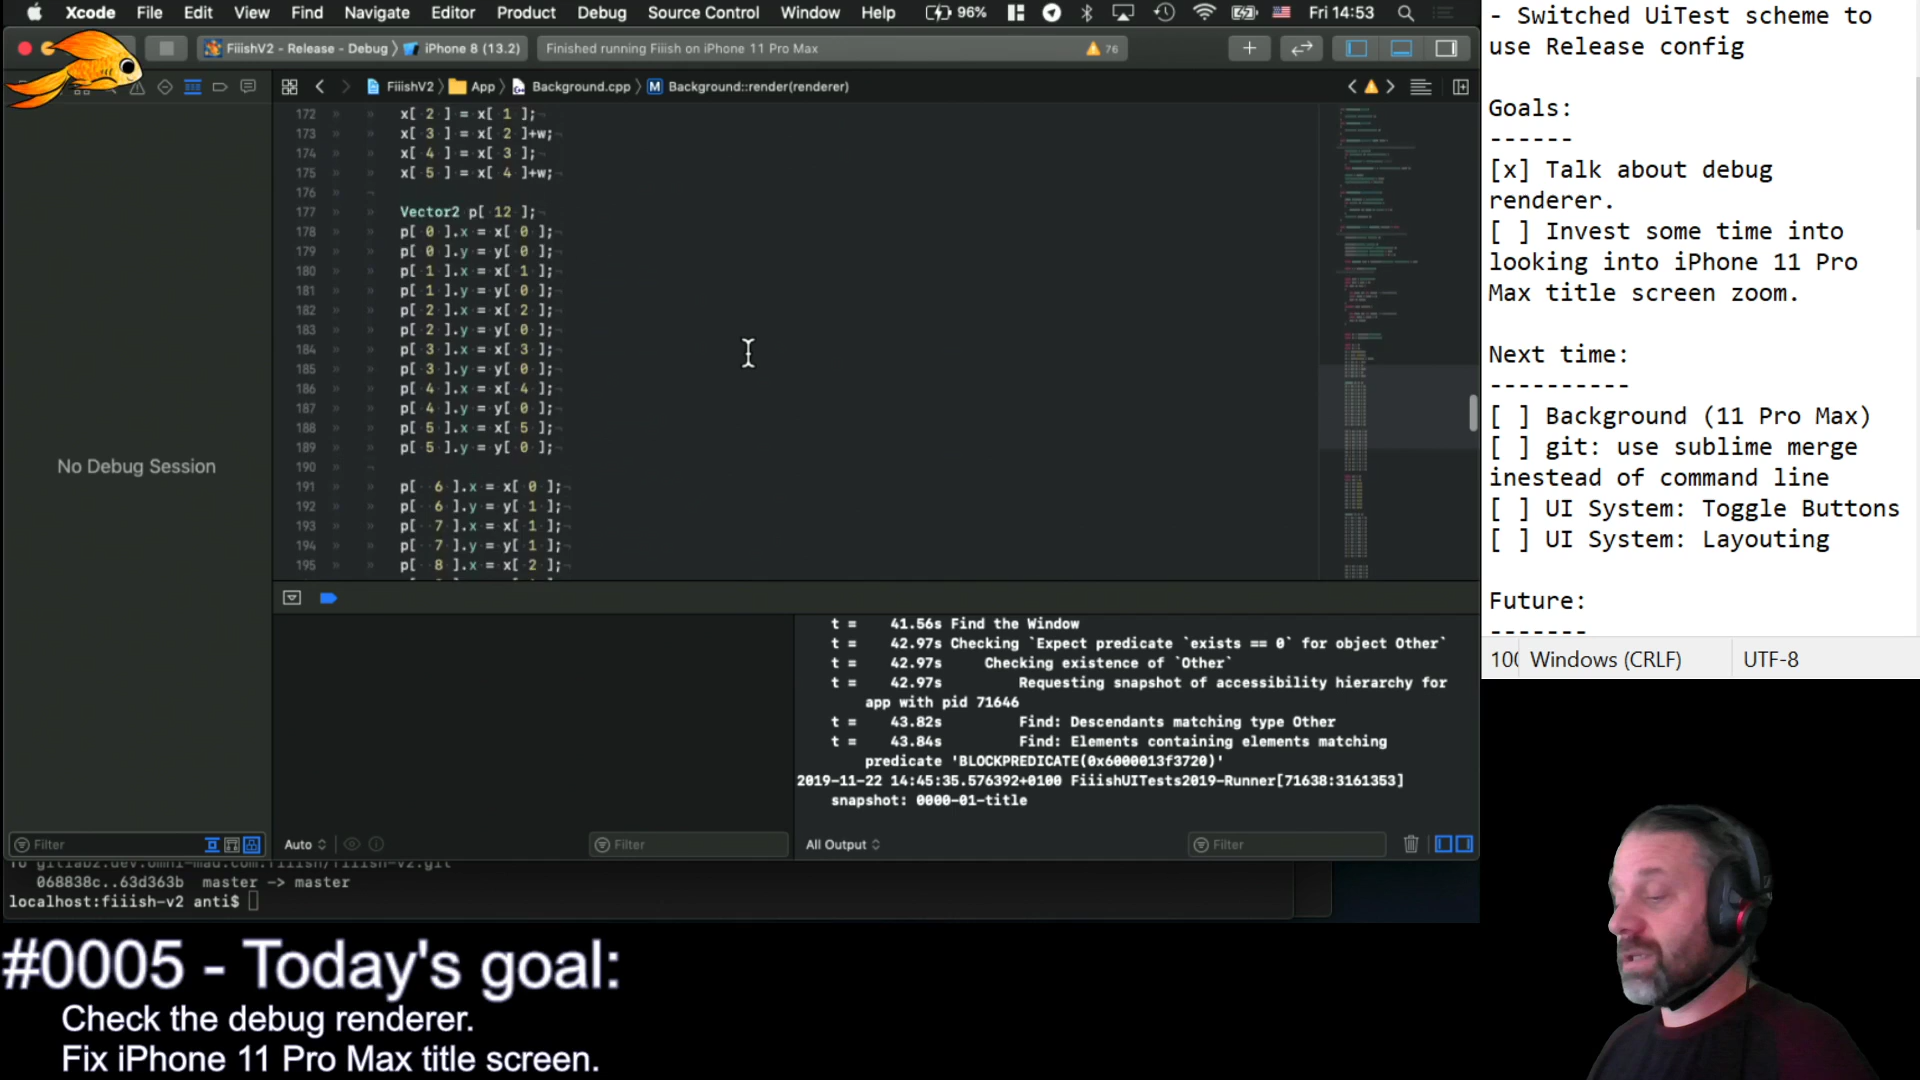 Xcode File Edit View Find Navigate Editor Product Debug Source Control Window Help 96% Fri 14:53
FiiishV2 - Release - Debug iPhone 8 (13.2) Finished running Fiiish on iPhone 11 Pro Max 76
FiiishV2 App Background.cpp M Background::render(renderer)
172 x[ 2 ] = x[ 1 ];
173 x[ 3 ] = x[ 2 ]+w;
174 x[ 4 ] = x[ 3 ];
175 x[ 5 ] = x[ 4 ]+w;
176
177 Vector2 p[ 12 ];
178 p[ 0 ].x = x[ 0 ];
179 p[ 0 ].y = y[ 0 ];
180 p[ 1 ].x = x[ 1 ];
181 p[ 1 ].y = y[ 0 ];
182 p[ 2 ].x = x[ 2 ];
183 p[ 2 ].y = y[ 0 ];
184 p[ 3 ].x = x[ 3 ];
185 p[ 3 ].y = y[ 0 ];
186 p[ 4 ].x = x[ 4 ];
187 p[ 4 ].y = y[ 0 ];
188 p[ 5 ].x = x[ 5 ];
189 p[ 5 ].y = y[ 0 ];
190
191 p[  6 ].x = x[ 0 ];
192 p[  6 ].y = y[ 1 ];
193 p[  7 ].x = x[ 1 ];
194 p[  7 ].y = y[ 1 ];
195 p[  8 ].x = x[ 2 ];
No Debug Session
t = 41.56s Find the Window
t = 42.97s Checking `Expect predicate `exists == 0` for object Other`
t = 42.97s Checking existence of `Other`
t = 42.97s Requesting snapshot of accessibility hierarchy for
app with pid 71646
t = 43.82s Find: Descendants matching type Other
t = 43.84s Find: Elements containing elements matching
predicate 'BLOCKPREDICATE(0x6000013f3720)'
2019-11-22 14:45:35.576392+0100 FiiishUITests2019-Runner[71638:3161353]
snapshot: 0000-01-title
Filter Auto Filter All Output Filter
To gitlab2.dev.omni-mad.com:fiiish/fiiish-v2.git
068838c..63d363b master -> master
localhost:fiiish-v2 anti$
- Switched UiTest scheme to
use Release config
Goals:
------
[x] Talk about debug
renderer.
[ ] Invest some time into
looking into iPhone 11 Pro
Max title screen zoom.
Next time:
----------
[ ] Background (11 Pro Max)
[ ] git: use sublime merge
inestead of command line
[ ] UI System: Toggle Buttons
[ ] UI System: Layouting
Future:
-------
Windows (CRLF) UTF-8
#0005 - Today's goal:
Check the debug renderer.
Fix iPhone 11 Pro Max title screen.